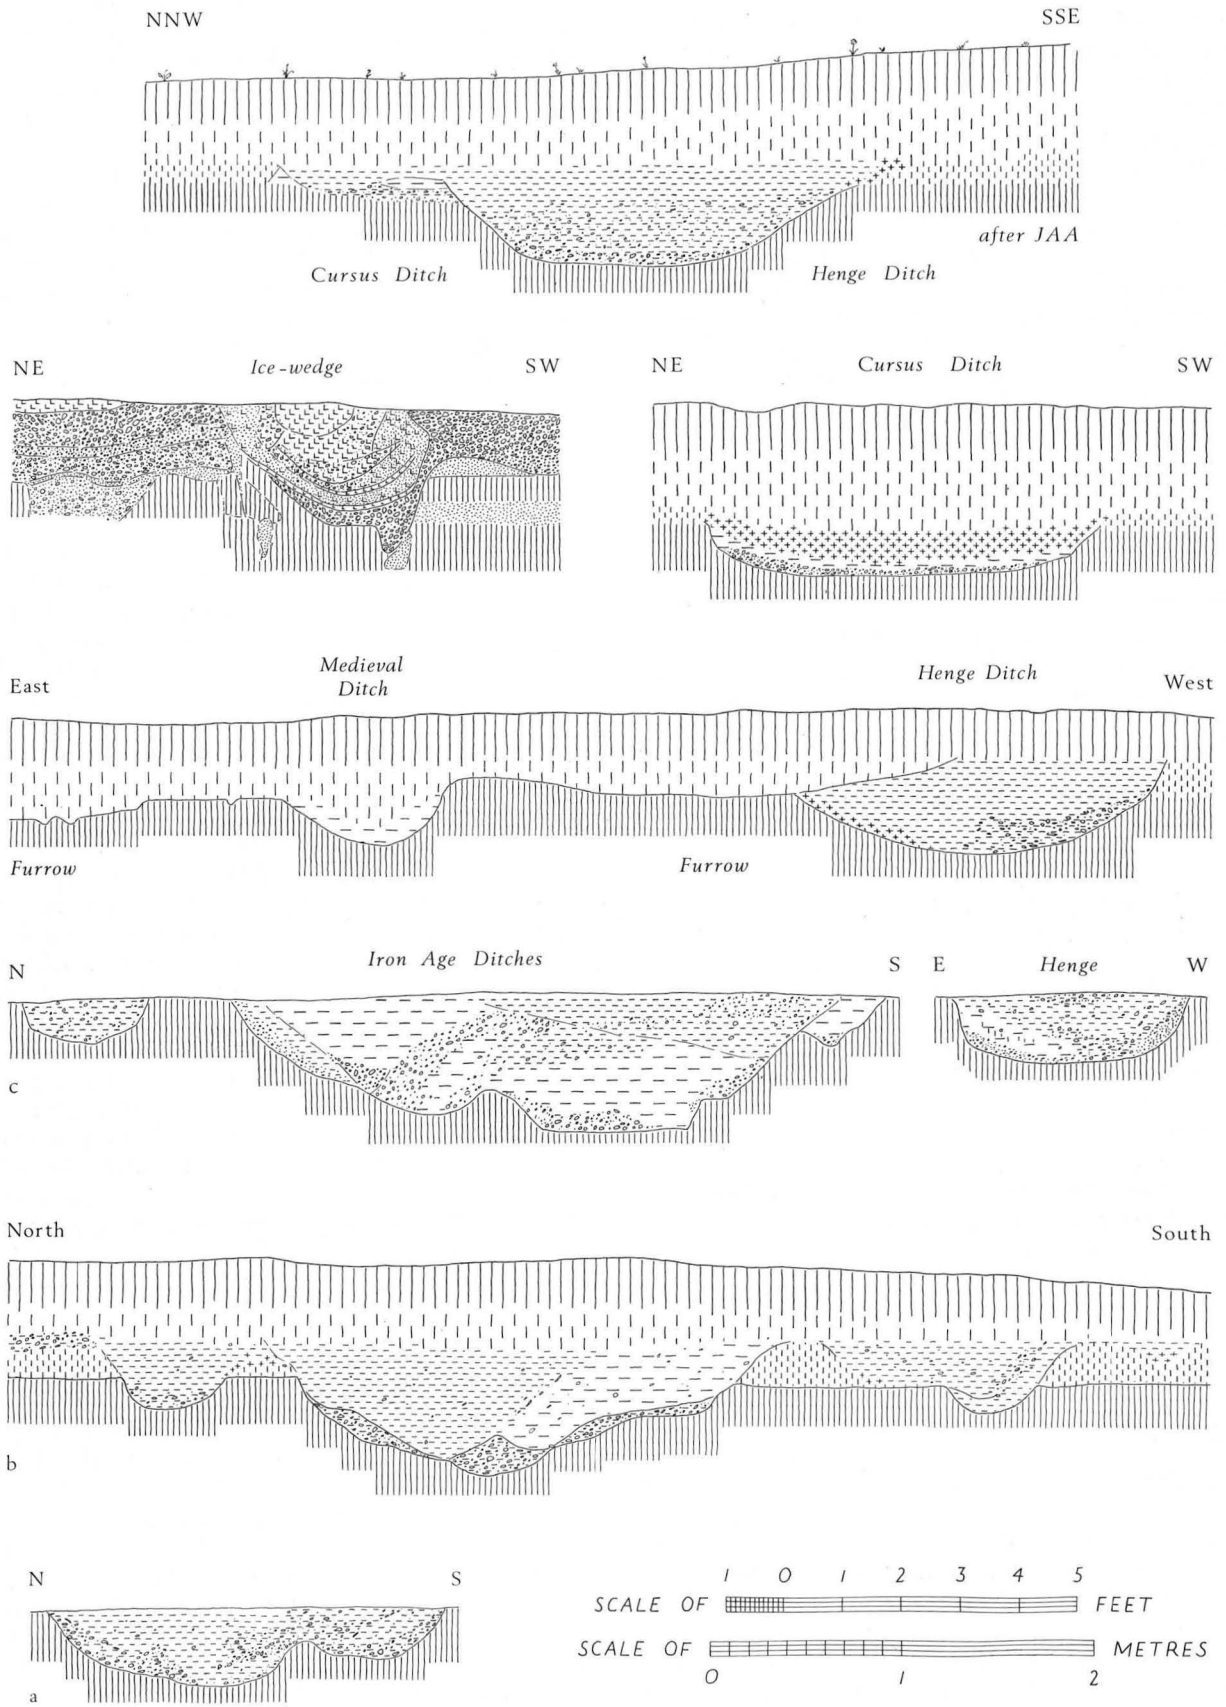 NNW SSE
after JAA
Cursus Ditch Henge Ditch
NE Ice-wedge SW
NE Cursus Ditch SW
East Medieval Ditch Henge Ditch West
Furrow Furrow
N Iron Age Ditches S
E Henge W
c
North South
b
N S
a
1 0 1 2 3 4 5
SCALE OF FEET
SCALE OF METRES
0 1 2